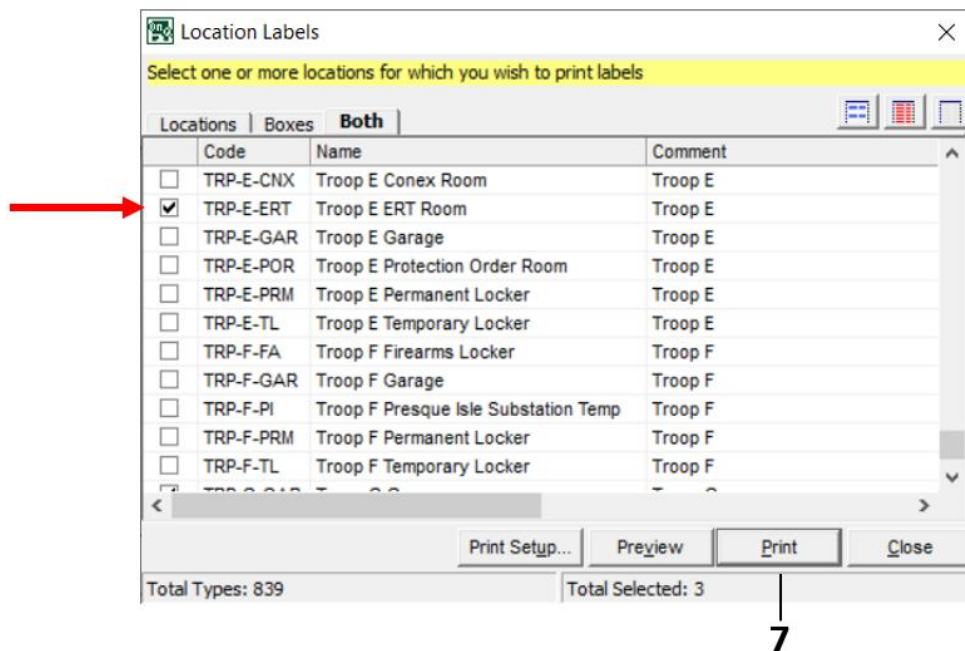 Location Labels
Select one or more locations for which you wish to print labels
Locations Boxes Both
Code Name Comment
TRP-E-CNX Troop E Conex Room Troop E
TRP-E-ERT Troop E ERT Room Troop E
TRP-E-GAR Troop E Garage Troop E
TRP-E-POR Troop E Protection Order Room Troop E
TRP-E-PRM Troop E Permanent Locker Troop E
TRP-E-TL Troop E Temporary Locker Troop E
TRP-F-FA Troop F Firearms Locker Troop F
TRP-F-GAR Troop F Garage Troop F
TRP-F-PI Troop F Presque Isle Substation Temp Troop F
TRP-F-PRM Troop F Permanent Locker Troop F
TRP-F-TL Troop F Temporary Locker Troop F
Print Setup... Preview Print Close
Total Types: 839 Total Selected: 3
7